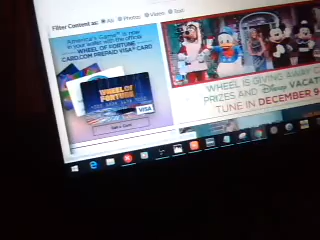 Filter Content as: All Photos Videos Text
America's Game® is now
in your wallet with the official
WHEEL OF FORTUNE
CARD.COM PREPAID VISA® CARD
WHEEL OF
FORTUNE
VISA
WHEEL IS GIVING AWAY
PRIZES AND Disney VACAT
TUNE IN DECEMBER 9